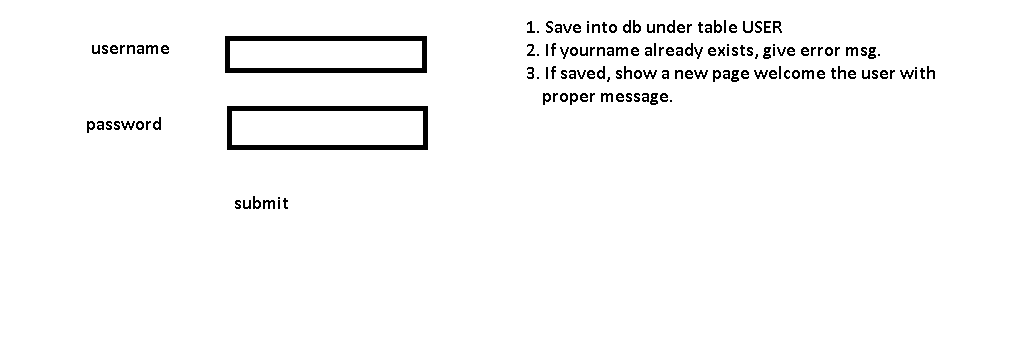 username
password
submit
1. Save into db under table USER
2. If yourname already exists, give error msg.
3. If saved, show a new page welcome the user with
proper message.